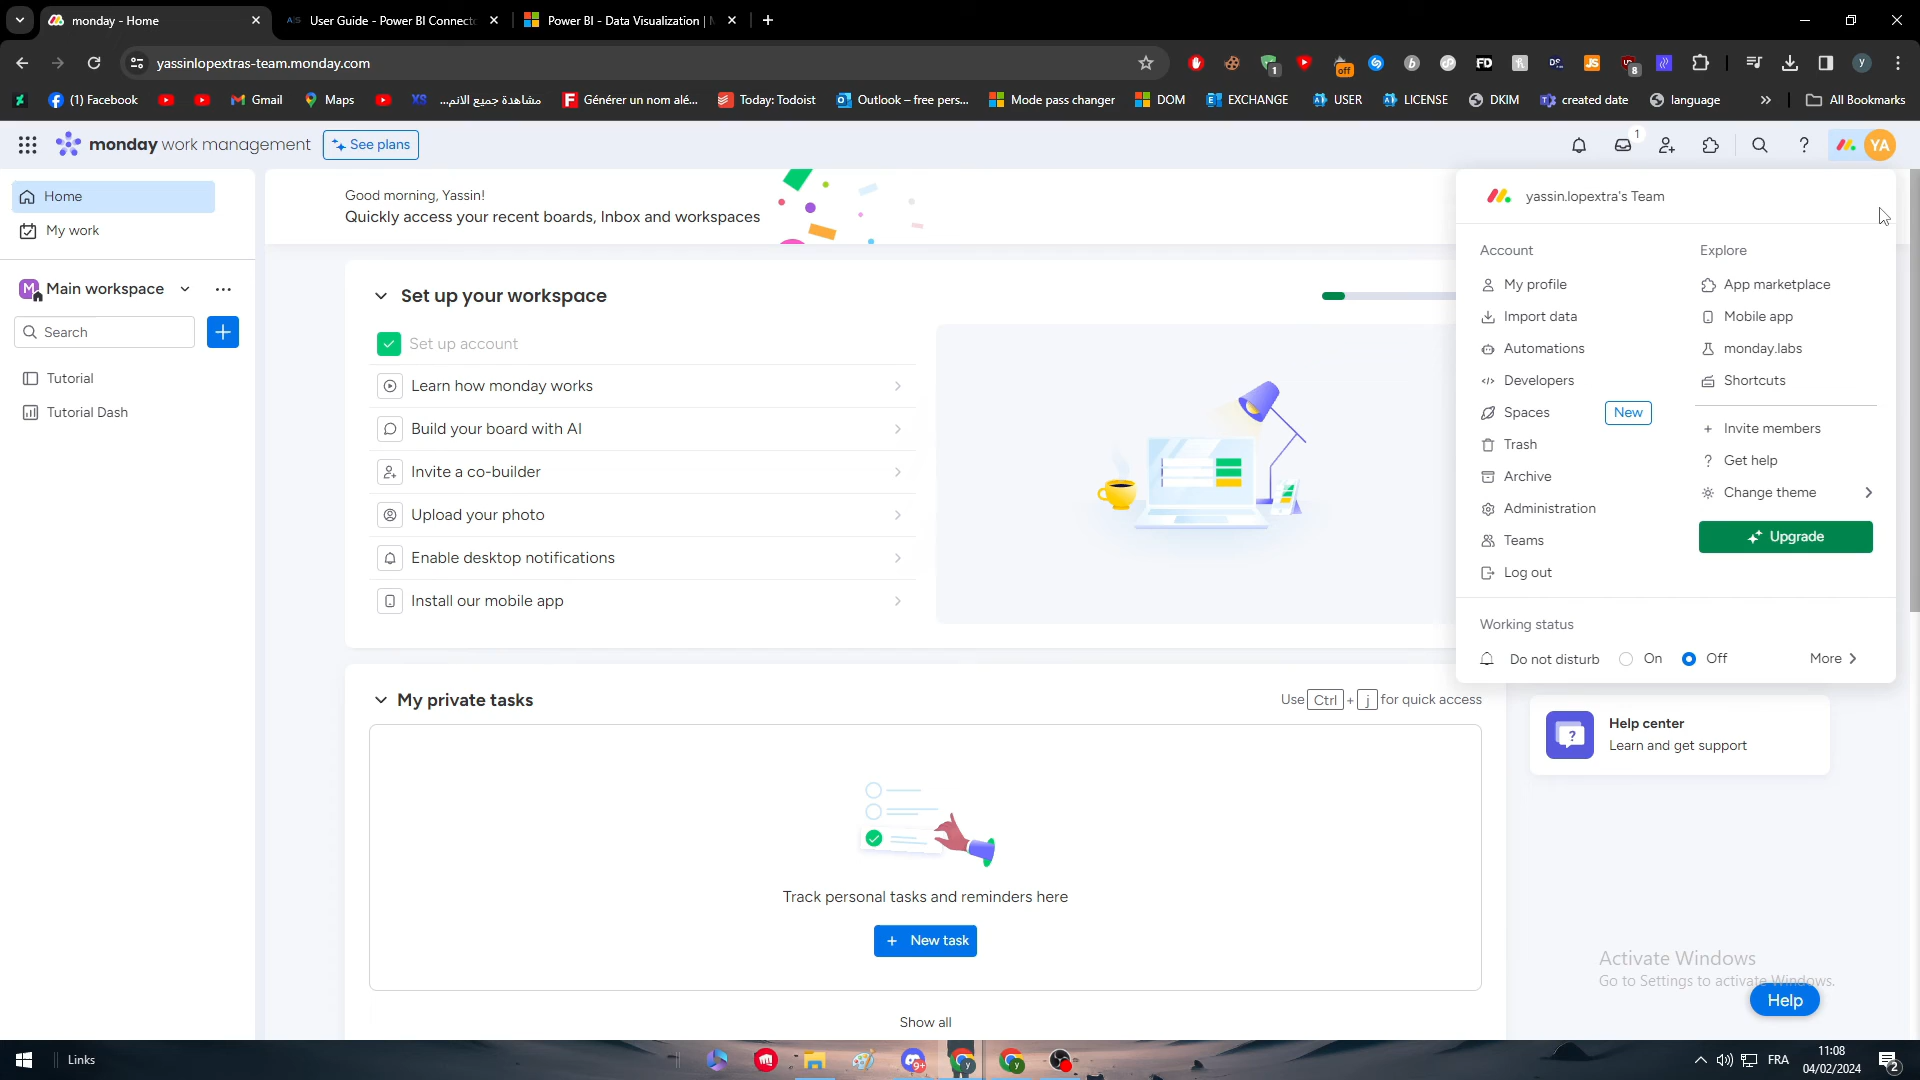 monday - Home
User Guide - Power BI Connect
Power BI - Data Visualization |
yassinlopextras-team.monday.com
(1) Facebook
Gmail
Maps
مشاهدة جميع الانم...
Générer un nom alé...
Today: Todoist
Outlook – free pers...
Mode pass changer
DOM
EXCHANGE
USER
LICENSE
DKIM
created date
language
All Bookmarks
monday work management
See plans
1
YA
Home
My work
Main workspace
Search
Tutorial
Tutorial Dash
Good morning, Yassin!
Quickly access your recent boards, Inbox and workspaces
Set up your workspace
Set up account
Learn how monday works
Build your board with AI
Invite a co-builder
Upload your photo
Enable desktop notifications
Install our mobile app
My private tasks
Use Ctrl + j for quick access
Track personal tasks and reminders here
+ New task
Show all
yassin.lopextra's Team
Account
My profile
Import data
Automations
Developers
Spaces New
Trash
Archive
Administration
Teams
Log out
Explore
App marketplace
Mobile app
monday.labs
Shortcuts
Invite members
Get help
Change theme
Upgrade
Working status
Do not disturb On Off More
Help center
Learn and get support
Activate Windows
Go to Settings to activate Windows.
Help
Links
FRA
11:08
04/02/2024
2